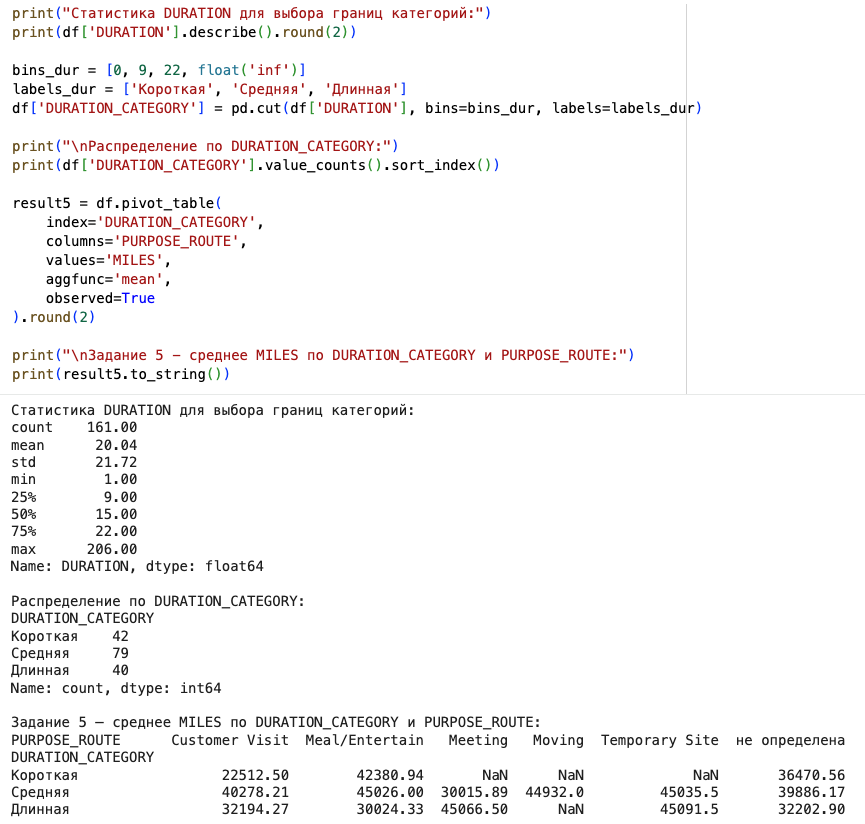 print("Статистика DURATION для выбора границ категорий:")
print(df['DURATION'].describe().round(2))

bins_dur = [0, 9, 22, float('inf')]
labels_dur = ['Короткая', 'Средняя', 'Длинная']
df['DURATION_CATEGORY'] = pd.cut(df['DURATION'], bins=bins_dur, labels=labels_dur)

print("\nРаспределение по DURATION_CATEGORY:")
print(df['DURATION_CATEGORY'].value_counts().sort_index())

result5 = df.pivot_table(
    index='DURATION_CATEGORY',
    columns='PURPOSE_ROUTE',
    values='MILES',
    aggfunc='mean',
    observed=True
).round(2)

print("\nЗадание 5 — среднее MILES по DURATION_CATEGORY и PURPOSE_ROUTE:")
print(result5.to_string())
Статистика DURATION для выбора границ категорий:
count    161.00
mean      20.04
std       21.72
min        1.00
25%        9.00
50%       15.00
75%       22.00
max      206.00
Name: DURATION, dtype: float64

Распределение по DURATION_CATEGORY:
DURATION_CATEGORY
Короткая    42
Средняя     79
Длинная     40
Name: count, dtype: int64

Задание 5 — среднее MILES по DURATION_CATEGORY и PURPOSE_ROUTE:
PURPOSE_ROUTE      Customer Visit  Meal/Entertain   Meeting   Moving  Temporary Site  не определена
DURATION_CATEGORY
Короткая                 22512.50        42380.94       NaN      NaN             NaN       36470.56
Средняя                  40278.21        45026.00  30015.89  44932.0         45035.5       39886.17
Длинная                  32194.27        30024.33  45066.50      NaN         45091.5       32202.90